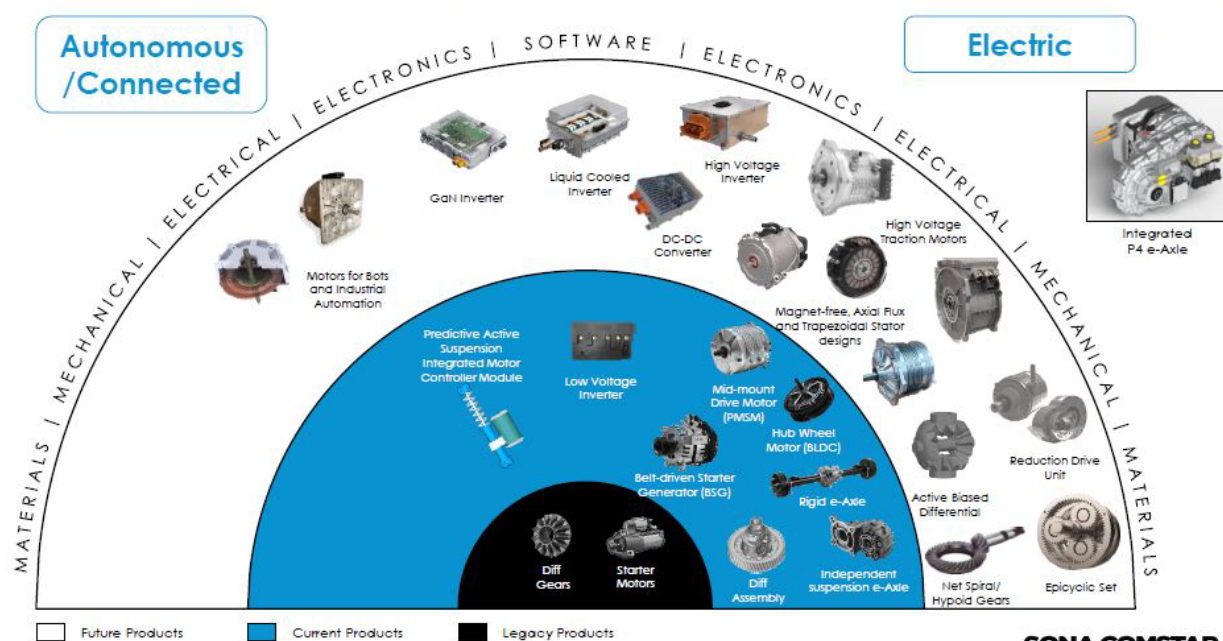 Autonomous
/Connected
Electric
MATERIALS | MECHANICAL | ELECTRICAL | ELECTRONICS | SOFTWARE | ELECTRONICS | ELECTRICAL | MECHANICAL | MATERIALS
GaN Inverter
Liquid Cooled
Inverter
High Voltage
Inverter
DC-DC
Converter
High Voltage
Traction Motors
Integrated
P4 e-Axle
Motors for Bots
and Industrial
Automation
Magnet-free, Axial Flux
and Trapezoidal Stator
designs
Predictive Active
Suspension
Integrated Motor
Controller Module
Low Voltage
Inverter
Mid-mount
Drive Motor
(PMSM)
Hub Wheel
Motor (BLDC)
Reduction Drive
Unit
Belt-driven Starter
Generator (BSG)
Rigid e-Axle
Active Biased
Differential
Diff
Gears
Starter
Motors
Diff
Assembly
Independent
suspension e-Axle
Net Spiral/
Hypoid Gears
Epicyclic Set
Future Products
Current Products
Legacy Products
SONA COMSTAR